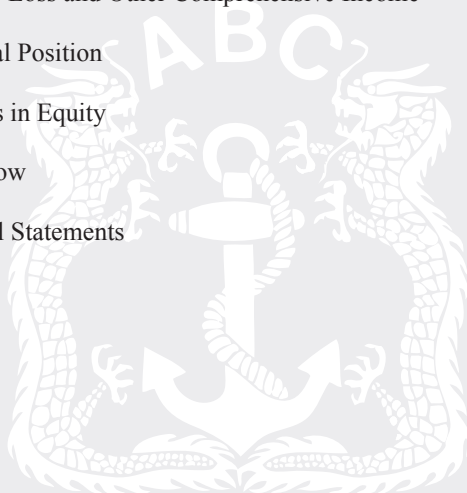 Loss and Other Comprehensive Income
al Position
s in Equity
ow
l Statements
ABC